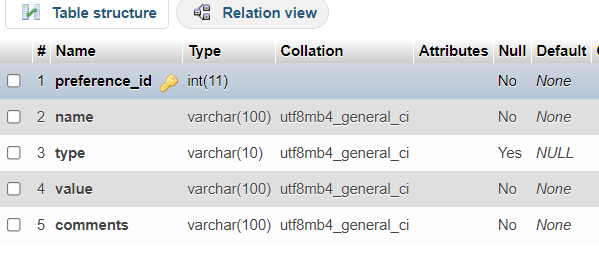 Table structure Relation view
# Name Type Collation Attributes Null Default
1 preference_id int(11) No None
2 name varchar(100) utf8mb4_general_ci No None
3 type varchar(10) utf8mb4_general_ci Yes NULL
4 value varchar(100) utf8mb4_general_ci No None
5 comments varchar(100) utf8mb4_general_ci No None